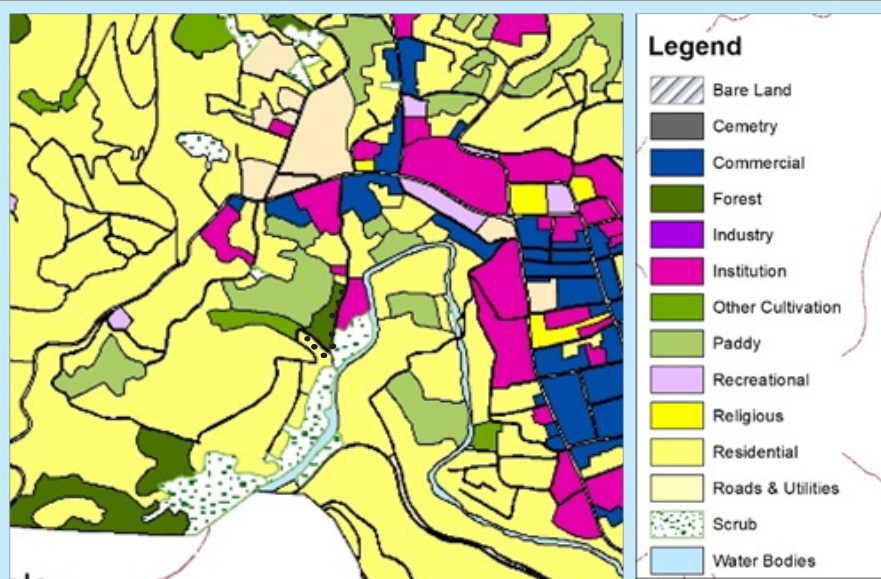 Legend
Bare Land
Cemetry
Commercial
Forest
Industry
Institution
Other Cultivation
Paddy
Recreational
Religious
Residential
Roads & Utilities
Scrub
Water Bodies